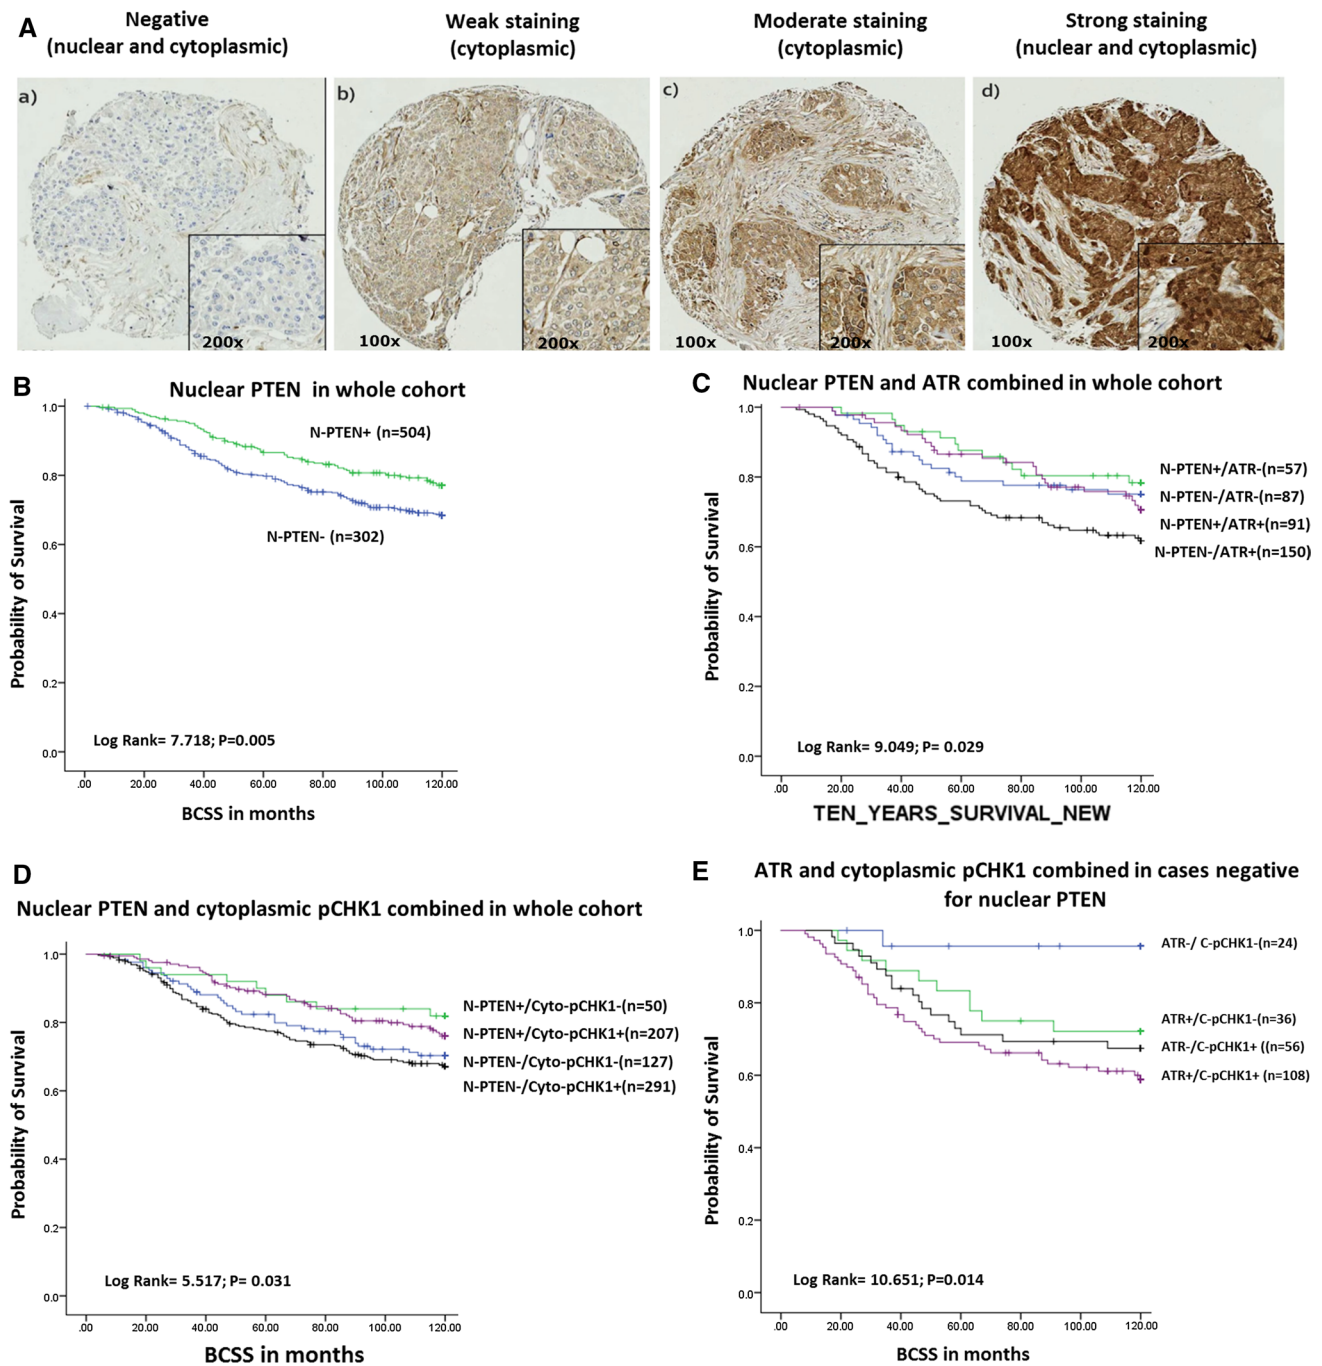 A
Negative
(nuclear and cytoplasmic)
Weak staining
(cytoplasmic)
Moderate staining
(cytoplasmic)
Strong staining
(nuclear and cytoplasmic)
a)
200x
b)
100x
200x
c)
100x
200x
d)
100x
200x
B
Nuclear PTEN in whole cohort
Probability of Survival
1.0
0.8
0.6
0.4
0.2
0.0
N-PTEN+ (n=504)
N-PTEN- (n=302)
Log Rank= 7.718; P=0.005
.00 20.00 40.00 60.00 80.00 100.00 120.00
BCSS in months
C
Nuclear PTEN and ATR combined in whole cohort
Probability of Survival
1.0
0.8
0.6
0.4
0.2
0.0
N-PTEN+/ATR-(n=57)
N-PTEN-/ATR-(n=87)
N-PTEN+/ATR+(n=91)
N-PTEN-/ATR+(n=150)
Log Rank= 9.049; P= 0.029
.00 20.00 40.00 60.00 80.00 100.00 120.00
TEN_YEARS_SURVIVAL_NEW
D
Nuclear PTEN and cytoplasmic pCHK1 combined in whole cohort
Probability of Survival
1.0
0.8
0.6
0.4
0.2
0.0
N-PTEN+/Cyto-pCHK1-(n=50)
N-PTEN+/Cyto-pCHK1+(n=207)
N-PTEN-/Cyto-pCHK1-(n=127)
N-PTEN-/Cyto-pCHK1+(n=291)
Log Rank= 5.517; P= 0.031
.00 20.00 40.00 60.00 80.00 100.00 120.00
BCSS in months
E
ATR and cytoplasmic pCHK1 combined in cases negative
for nuclear PTEN
Probability of Survival
1.0
0.8
0.6
0.4
0.2
0.0
ATR-/ C-pCHK1-(n=24)
ATR+/C-pCHK1-(n=36)
ATR-/C-pCHK1+ ((n=56)
ATR+/C-pCHK1+ (n=108)
Log Rank= 10.651; P=0.014
.00 20.00 40.00 60.00 80.00 100.00 120.00
BCSS in months